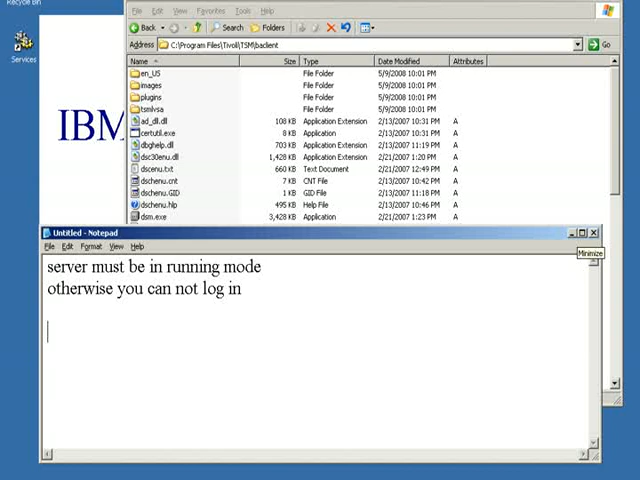 Recycle Bin
Services
IBM
File Edit View Favorites Tools Help
Back Search Folders
Address C:\Program Files\Tivoli\TSM\baclient Go
Name Size Type Date Modified Attributes
en_US File Folder 5/9/2008 10:01 PM
images File Folder 5/9/2008 10:01 PM
plugins File Folder 5/9/2008 10:01 PM
tsmlvsa File Folder 5/9/2008 10:01 PM
ad_dll.dll 108 KB Application Extension 2/13/2007 10:31 PM A
certutil.exe 8 KB Application 2/13/2007 10:31 PM A
dbghelp.dll 703 KB Application Extension 2/13/2007 11:19 PM A
dsc30enu.dll 1,428 KB Application Extension 2/21/2007 1:20 PM A
dscenu.txt 660 KB Text Document 2/21/2007 12:49 PM A
dschenu.cnt 7 KB CNT File 2/13/2007 10:42 PM A
dschenu.GID 1 KB GID File 2/13/2007 11:18 PM A
dschenu.hlp 495 KB Help File 2/13/2007 10:46 PM A
dsm.exe 3,428 KB Application 2/21/2007 1:23 PM A
Untitled - Notepad
File Edit Format View Help
Minimize
server must be in running mode
otherwise you can not log in